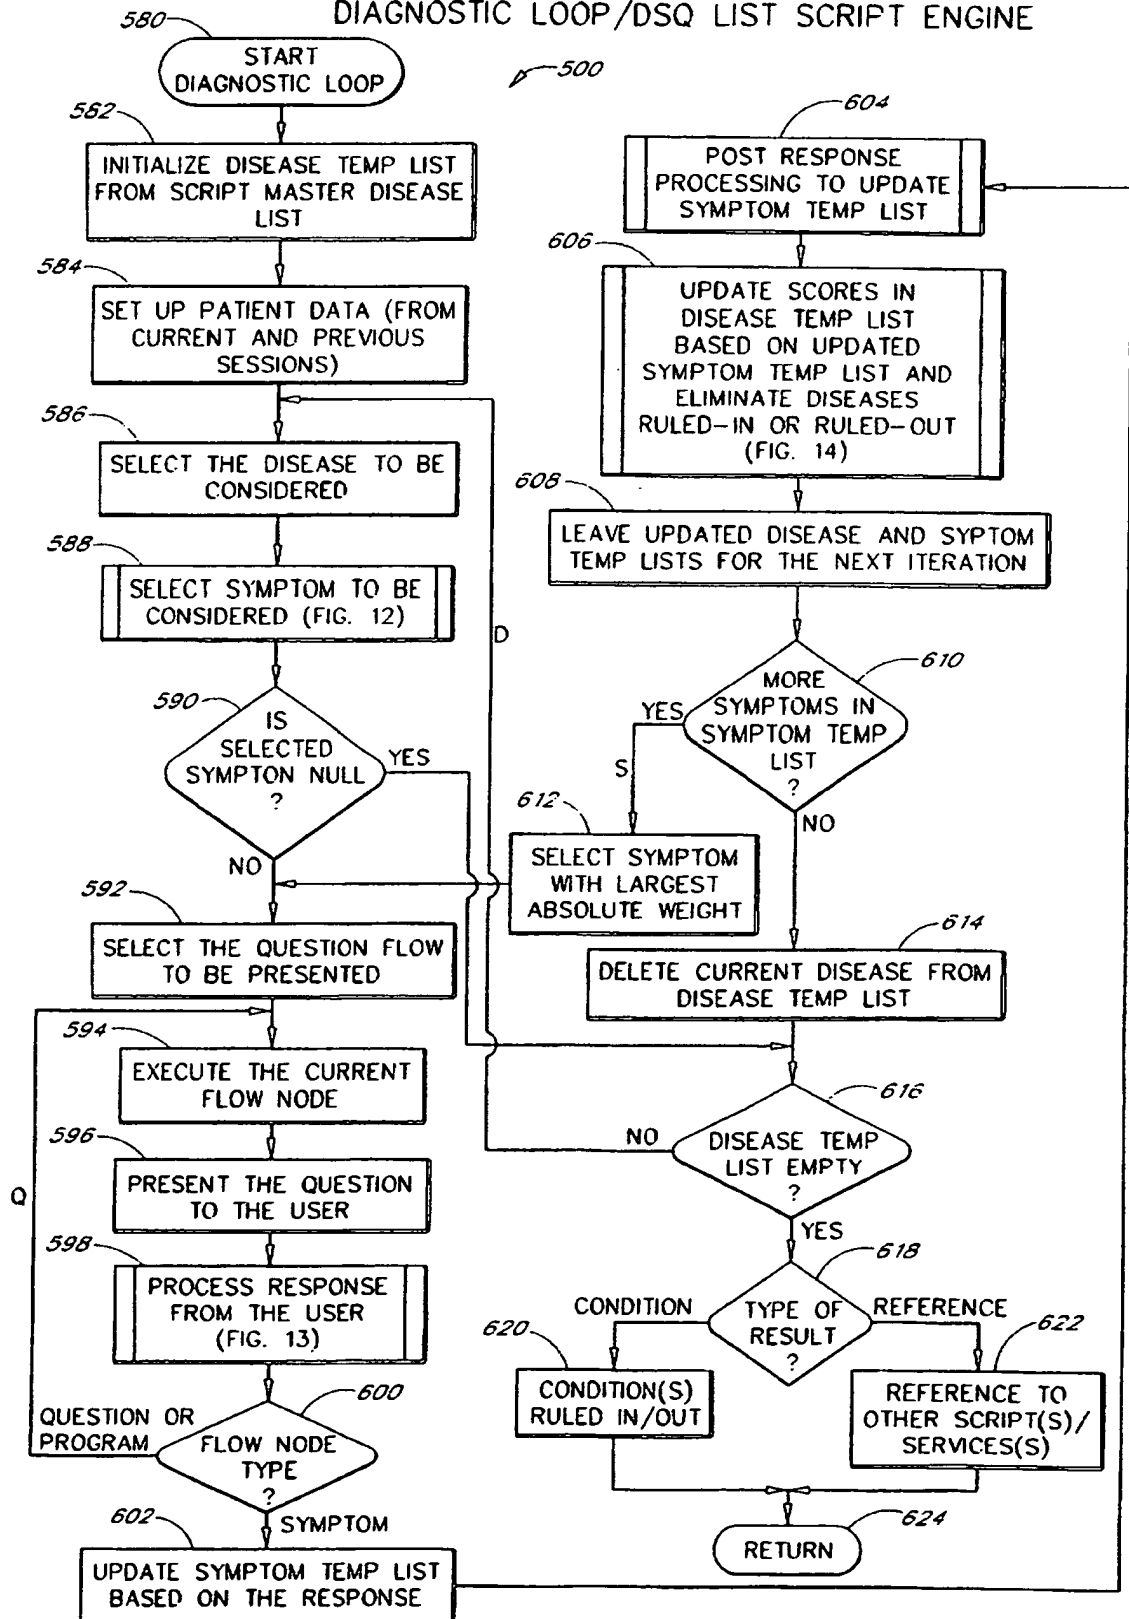 DIAGNOSTIC LOOP/DSQ LIST SCRIPT ENGINE
500
580
START
DIAGNOSTIC LOOP
582
INITIALIZE DISEASE TEMP LIST
FROM SCRIPT MASTER DISEASE
LIST
584
SET UP PATIENT DATA (FROM
CURRENT AND PREVIOUS
SESSIONS)
586
SELECT THE DISEASE TO BE
CONSIDERED
588
SELECT SYMPTOM TO BE
CONSIDERED (FIG. 12)
590
IS
SELECTED
SYMPTON NULL
?
YES
NO
592
SELECT THE QUESTION FLOW
TO BE PRESENTED
594
EXECUTE THE CURRENT
FLOW NODE
596
PRESENT THE QUESTION
TO THE USER
Q
598
PROCESS RESPONSE
FROM THE USER
(FIG. 13)
600
QUESTION OR
PROGRAM
FLOW NODE
TYPE
?
SYMPTOM
602
UPDATE SYMPTOM TEMP LIST
BASED ON THE RESPONSE
604
POST RESPONSE
PROCESSING TO UPDATE
SYMPTOM TEMP LIST
606
UPDATE SCORES IN
DISEASE TEMP LIST
BASED ON UPDATED
SYMPTOM TEMP LIST AND
ELIMINATE DISEASES
RULED-IN OR RULED-OUT
(FIG. 14)
608
LEAVE UPDATED DISEASE AND SYPTOM
TEMP LISTS FOR THE NEXT ITERATION
D
610
MORE
SYMPTOMS IN
SYMPTOM TEMP
LIST
?
YES
S
NO
612
SELECT SYMPTOM
WITH LARGEST
ABSOLUTE WEIGHT
614
DELETE CURRENT DISEASE FROM
DISEASE TEMP LIST
616
DISEASE TEMP
LIST EMPTY
?
NO
YES
618
TYPE OF
RESULT
?
CONDITION
REFERENCE
620
CONDITION(S)
RULED IN/OUT
622
REFERENCE TO
OTHER SCRIPT(S)/
SERVICES(S)
624
RETURN